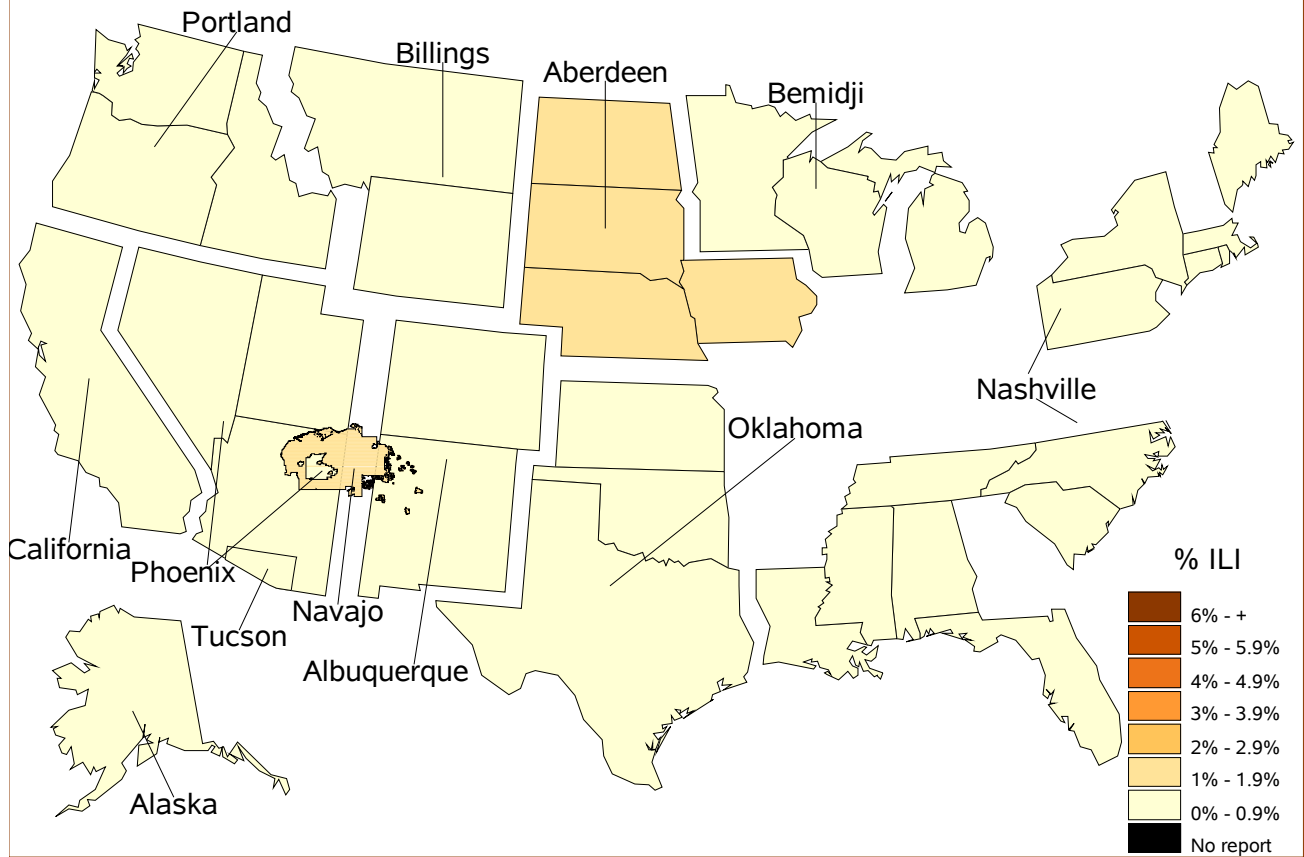 Portland
Billings
Aberdeen
Bemidji
Nashville
Oklahoma
California
Phoenix
Navajo
Tucson
Albuquerque
Alaska
% ILI
6% - +
5% - 5.9%
4% - 4.9%
3% - 3.9%
2% - 2.9%
1% - 1.9%
0% - 0.9%
No report